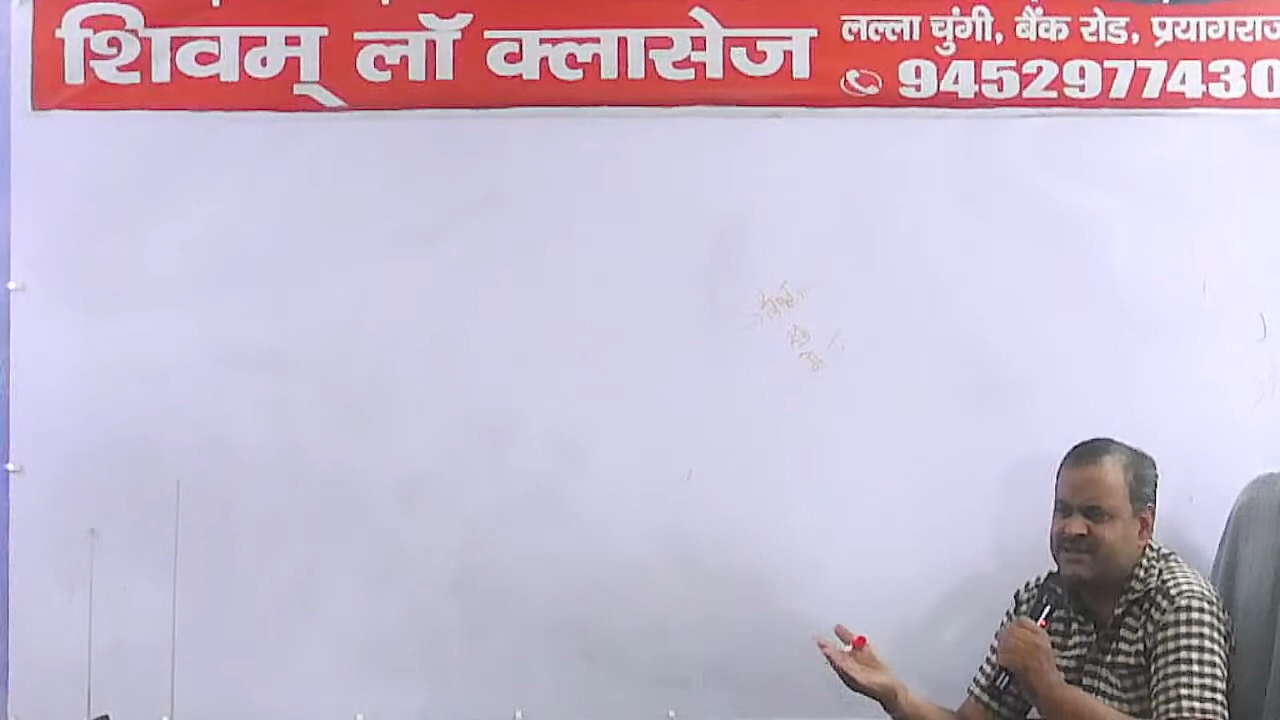 शिवम् लॉ क्लासेज
लल्ला चुंगी, बैंक रोड, प्रयागराज
9452977430